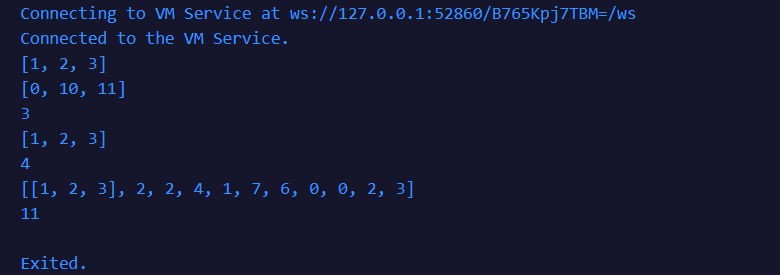 Connecting to VM Service at ws://127.0.0.1:52860/B765Kpj7TBM=/ws
Connected to the VM Service.
[1, 2, 3]
[0, 10, 11]
3
[1, 2, 3]
4
[[1, 2, 3], 2, 2, 4, 1, 7, 6, 0, 0, 2, 3]
11
Exited.